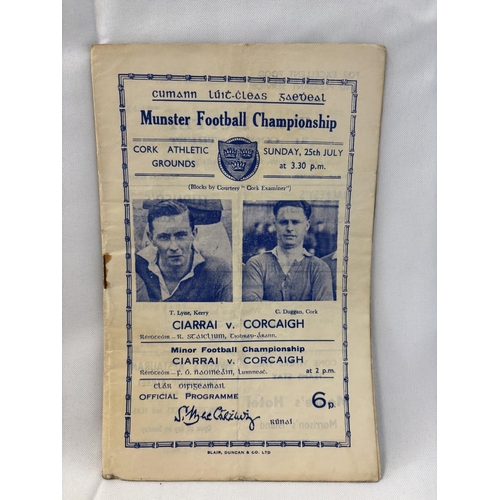 cumann lúit-cleas gaedeal
Munster Football Championship
CORK ATHLETIC GROUNDS
SUNDAY, 25th JULY at 3.30 p.m.
(Blocks by Courtesy "Cork Examiner")
T. Lyne, Kerry
C. Duggan, Cork
CIARRAI v. CORCAIGH
Minor Football Championship
CIARRAI v. CORCAIGH
at 2 p.m.
OFFICIAL PROGRAMME
6D.
RÚNAÍ
BLAIR, DUNCAN & CO. LTD